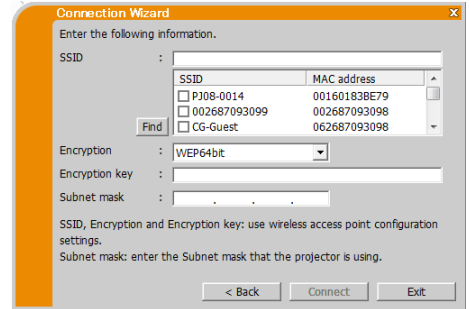 Connection Wizard x
Enter the following information.
SSID :
SSID MAC address
PJ08-0014 00160183BE79
002687093099 002687093098
Find CG-Guest 062687093098
Encryption : WEP64bit
Encryption key :
Subnet mask : . . .
SSID, Encryption and Encryption key: use wireless access point configuration
settings.
Subnet mask: enter the Subnet mask that the projector is using.
< Back Connect Exit